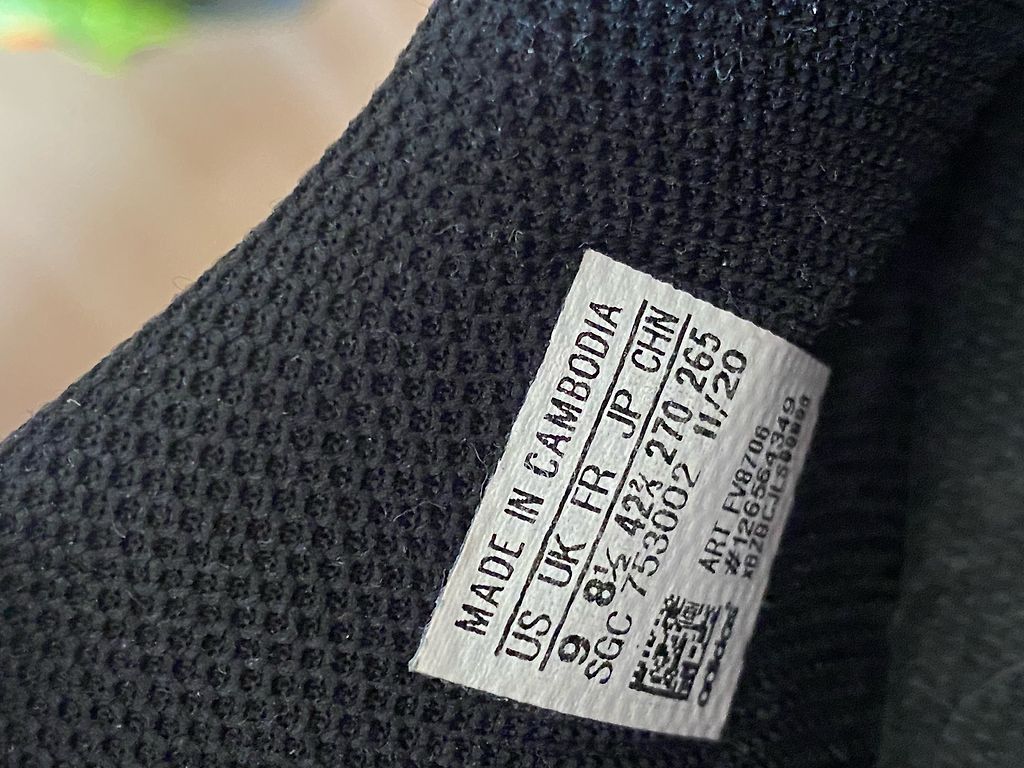 MADE IN CAMBODIA
US UK FR JP CHN
9 8½ 42⅔ 270 265
SGC 753002 11/20
ART FV8706
#126564349
adidas